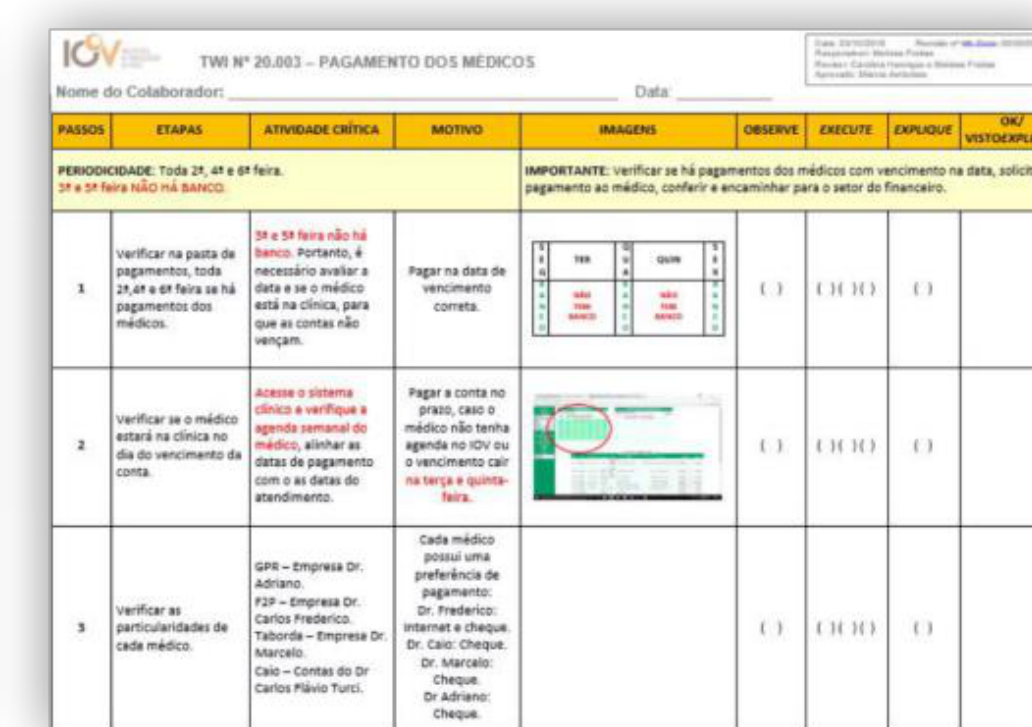 IOV
TWI Nº 20.003 – PAGAMENTO DOS MÉDICOS
Nome do Colaborador:
Data:
PASSOS
ETAPAS
ATIVIDADE CRÍTICA
MOTIVO
IMAGENS
OBSERVE
EXECUTE
EXPLIQUE
OK/
VISTOEXPLI
PERIODICIDADE: Toda 2ª, 4ª e 6ª feira.
3ª e 5ª feira NÃO HÁ BANCO.
IMPORTANTE: Verificar se há pagamentos dos médicos com vencimento na data, solicit
pagamento ao médico, conferir e encaminhar para o setor do financeiro.
1
Verificar na pasta de
pagamentos, toda
2ª,4ª e 6ª feira se há
pagamentos dos
médicos.
3ª e 5ª feira não há
banco. Portanto, é
necessário avaliar a
data e se o médico
está na clínica, para
que as contas não
vençam.
Pagar na data de
vencimento
correta.
SEG
TER
QUA
QUIN
SEX
BANCO
NÃO
TEM
BANCO
BANCO
NÃO
TEM
BANCO
BANCO
( )
( )( )( )
( )
2
Verificar se o médico
estará na clínica no
dia do vencimento da
conta.
Acesse o sistema
clínico e verifique a
agenda semanal do
médico, alinhar as
datas de pagamento
com o as datas do
atendimento.
Pagar a conta no
prazo, caso o
médico não tenha
agenda no IOV ou
o vencimento cair
na terça e quinta-
feira.
( )
( )( )( )
( )
3
Verificar as
particularidades de
cada médico.
GPR – Empresa Dr.
Adriano.
F2P – Empresa Dr.
Carlos Frederico.
Taborda – Empresa Dr.
Marcelo.
Caio – Contas do Dr
Carlos Flávio Turci.
Cada médico
possui uma
preferência de
pagamento:
Dr. Frederico:
Internet e cheque.
Dr. Caio: Cheque.
Dr. Marcelo:
Cheque.
Dr Adriano:
Cheque.
( )
( )( )( )
( )